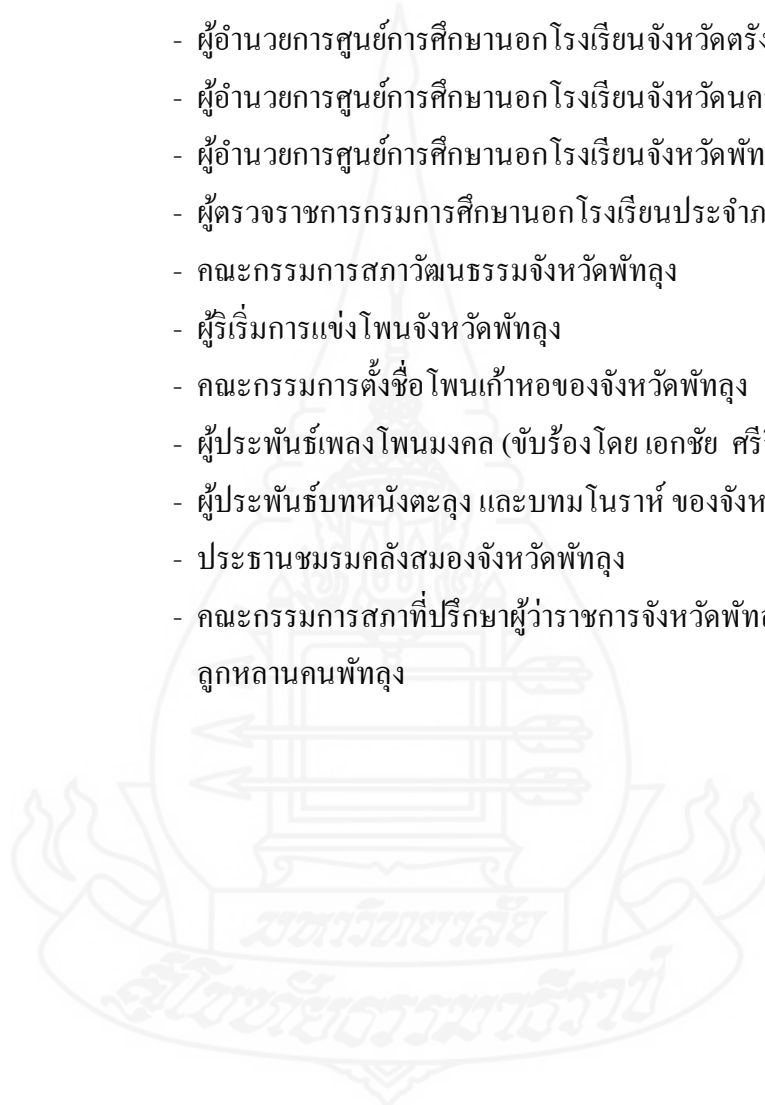 - ผู้อำนวยการศูนย์การศึกษานอกโรงเรียนจังหวัดตรัง
- ผู้อำนวยการศูนย์การศึกษานอกโรงเรียนจังหวัด
- ผู้อำนวยการศูนย์การศึกษานอกโรงเรียนจังหวัด
- ผู้ตรวจราชการกรมการศึกษานอกโรงเรียนประจำ
- คณะกรรมการสภาวัฒนธรรมจังหวัดพัทลุง
- ผู้ริเริ่มการแข่งโพนจังหวัดพัทลุง
- คณะกรรมการตั้งชื่อโพนเก้าหอของจังหวัดพัทลุง
- ผู้ประพันธ์เพลงโพนมงคล (ขับร้องโดย เอกชัย
- ผู้ประพันธ์บทหนังตะลุง และบทมโนราห์ ของ
- ประธานชมรมคลังสมองจังหวัดพัทลุง
- คณะกรรมการสภาที่ปรึกษาผู้ว่าราชการจังหวัด
ลูกหลานคนพัทลุง
มหาวิทยาลัย
สุโขทัยธรรมาธิราช